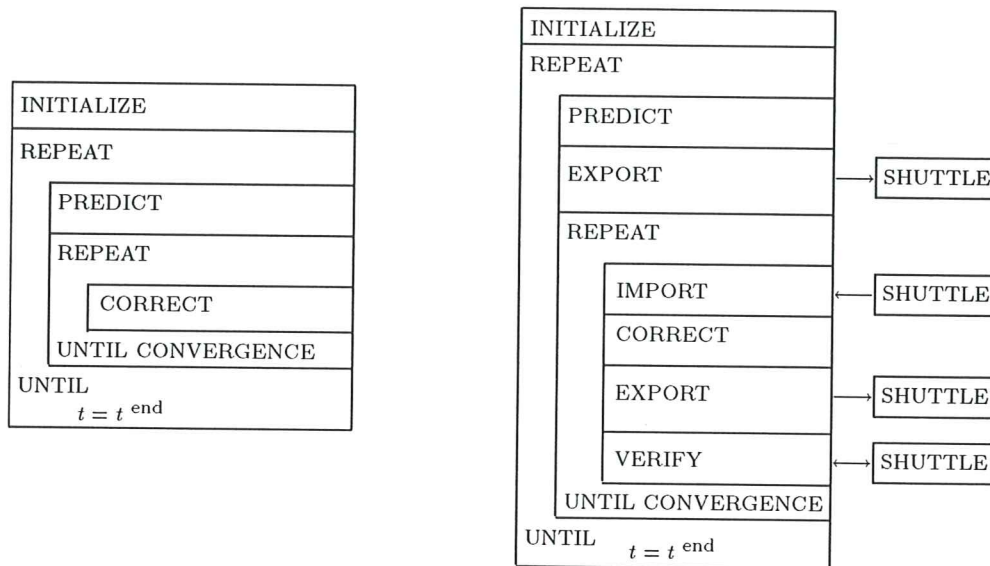 INITIALIZE
REPEAT
PREDICT
REPEAT
CORRECT
UNTIL CONVERGENCE
UNTIL
t = t end
INITIALIZE
REPEAT
PREDICT
EXPORT
SHUTTLE
REPEAT
IMPORT
SHUTTLE
CORRECT
EXPORT
SHUTTLE
VERIFY
SHUTTLE
UNTIL CONVERGENCE
UNTIL
t = t end